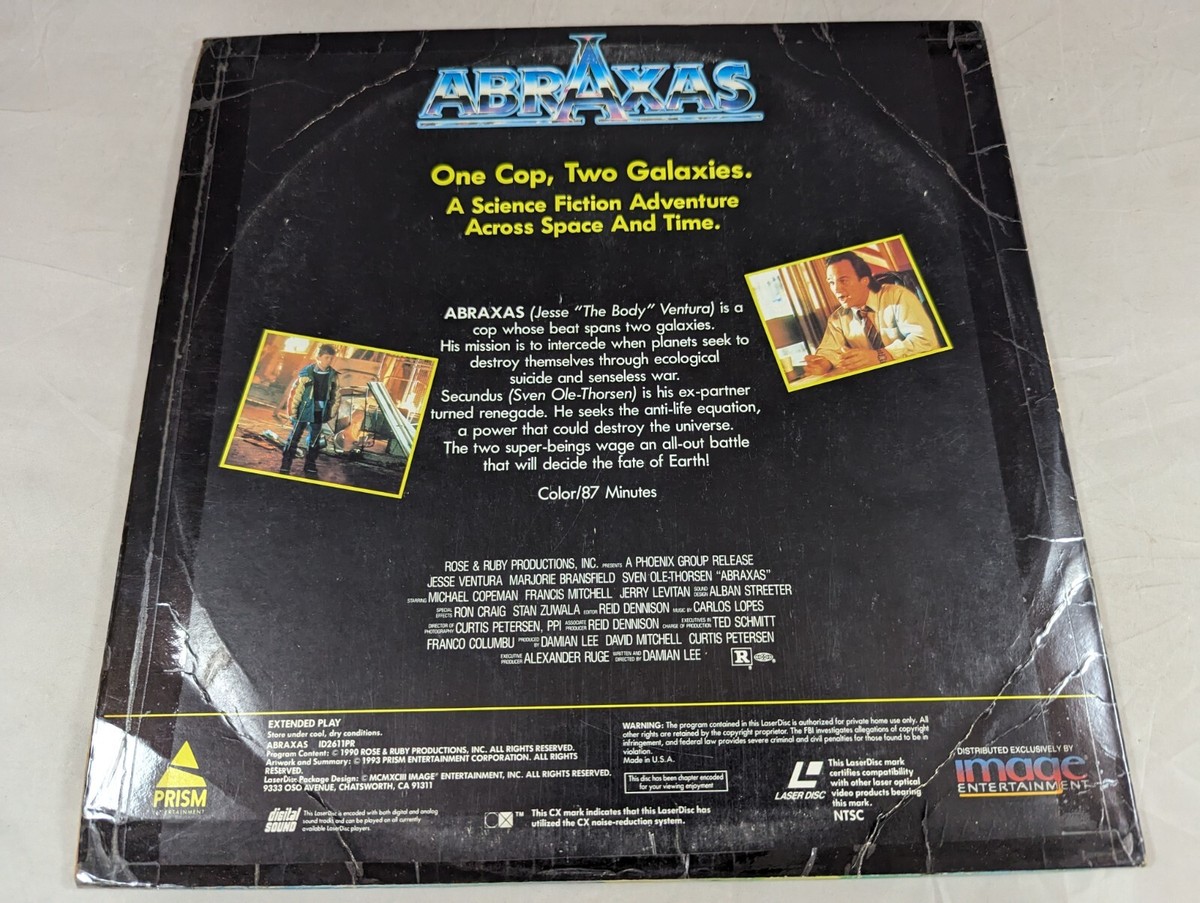 ABRAXAS
One Cop, Two Galaxies.
A Science Fiction Adventure
Across Space And Time.
ABRAXAS (Jesse "The Body" Ventura) is a
cop whose beat spans two galaxies.
His mission is to intercede when planets seek to
destroy themselves through ecological
suicide and senseless war.
Secundus (Sven Ole-Thorsen) is his ex-partner
turned renegade. He seeks the anti-life equation,
a power that could destroy the universe.
The two super-beings wage an all-out battle
that will decide the fate of Earth!
Color/87 Minutes
ROSE & RUBY PRODUCTIONS, INC. PRESENTS A PHOENIX GROUP RELEASE
JESSE VENTURA MARJORIE BRANSFIELD SVEN OLE-THORSEN "ABRAXAS"
STARRING MICHAEL COPEMAN FRANCIS MITCHELL JERRY LEVITAN SOUND DESIGN ALBAN STREETER
SPECIAL EFFECTS RON CRAIG STAN ZUWALA EDITOR REID DENNISON MUSIC BY CARLOS LOPES
DIRECTOR OF PHOTOGRAPHY CURTIS PETERSEN, PPI ASSOCIATE PRODUCER REID DENNISON EXECUTIVES IN CHARGE OF PRODUCTION TED SCHMITT
FRANCO COLUMBU PRODUCED BY DAMIAN LEE DAVID MITCHELL CURTIS PETERSEN
EXECUTIVE PRODUCER ALEXANDER RUGE WRITTEN AND DIRECTED BY DAMIAN LEE R
EXTENDED PLAY
Store under cool, dry conditions.
ABRAXAS ID2611PR
Program Content: © 1990 ROSE & RUBY PRODUCTIONS, INC. ALL RIGHTS RESERVED.
Artwork and Summary: © 1993 PRISM ENTERTAINMENT CORPORATION. ALL RIGHTS
RESERVED.
LaserDisc Package Design: © MCMXCIII IMAGE® ENTERTAINMENT, INC. ALL RIGHTS RESERVED.
9333 OSO AVENUE, CHATSWORTH, CA 91311
PRISM
ENTERTAINMENT
digital
SOUND
This LaserDisc is encoded with both digital and analog
sound tracks and can be played on all currently
available LaserDisc players.
CX ™
This CX mark indicates that this LaserDisc has
utilized the CX noise-reduction system.
WARNING: The program contained in this LaserDisc is authorized for private home use only. All
other rights are retained by the copyright proprietor. The FBI investigates allegations of copyright
infringement, and federal law provides severe criminal and civil penalties for those found to be in
violation.
Made in U.S.A.
This disc has been chapter encoded
for your viewing enjoyment
LASER DISC
This LaserDisc mark
certifies compatibility
with other laser optical
video products bearing
this mark.
NTSC
DISTRIBUTED EXCLUSIVELY BY
image
ENTERTAINMENT